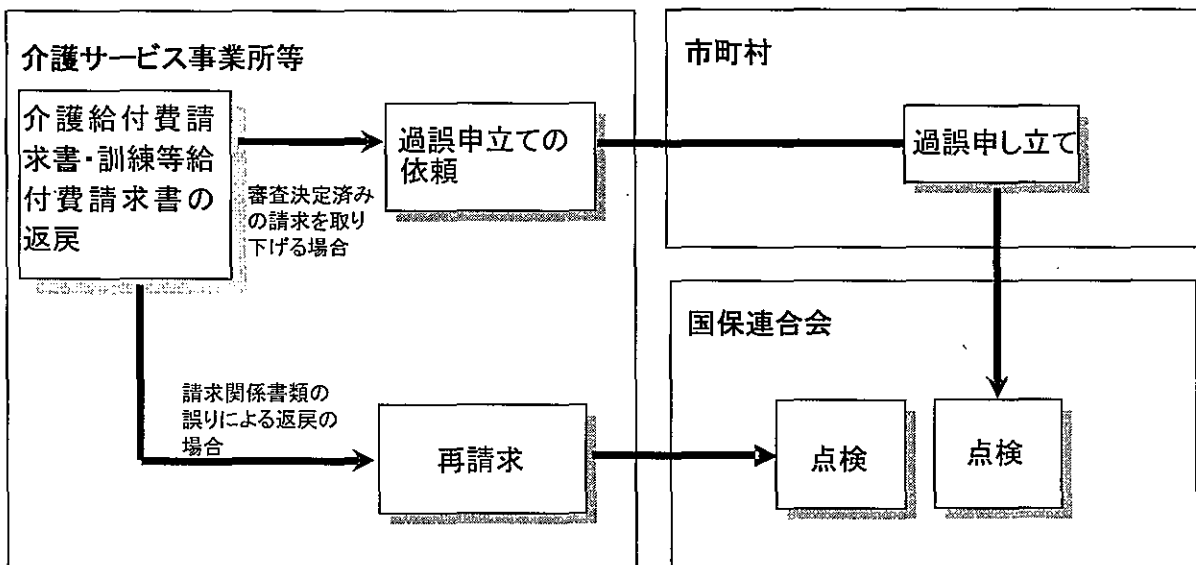 介護サービス事業所等
介護給付費請
求書・訓練等給
付費請求書の
返戻
審査決定済み
の請求を取り
下げる場合
過誤申立ての
依頼
請求関係書類の
誤りによる返戻の
場合
再請求
市町村
過誤申し立て
国保連合会
点検
点検